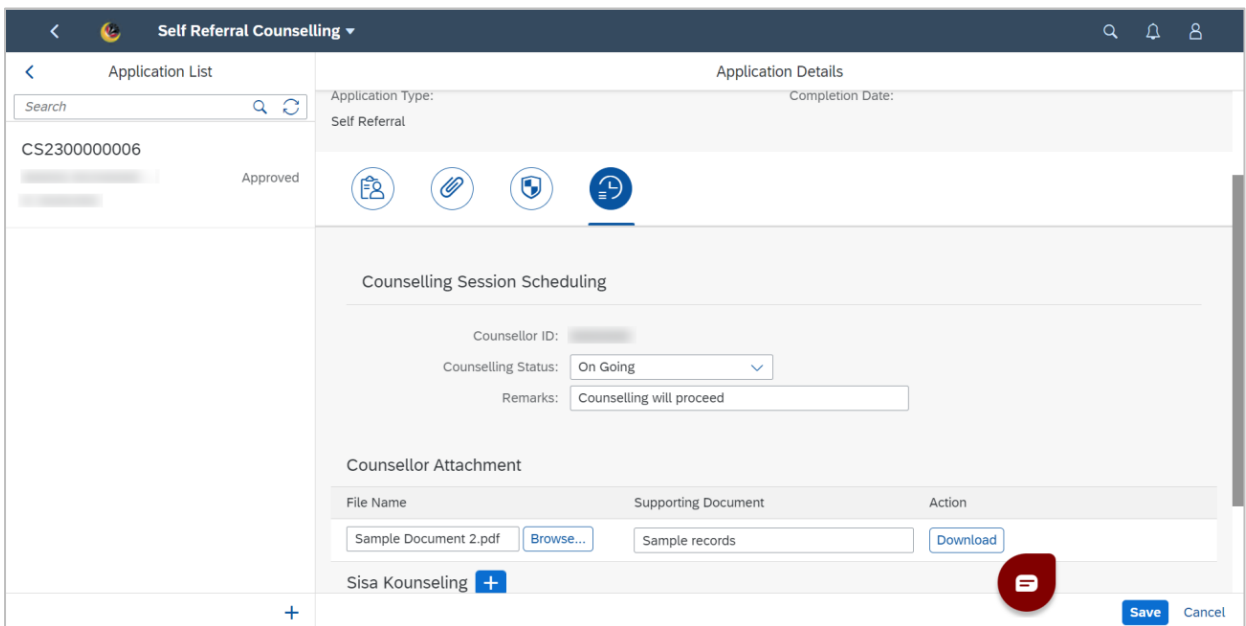 Self Referral Counselling
Application List
Application Details
Search
Application Type:
Completion Date:
Self Referral
CS2300000006
Approved
Counselling Session Scheduling
Counsellor ID:
Counselling Status: On Going
Remarks: Counselling will proceed
Counsellor Attachment
File Name Supporting Document Action
Sample Document 2.pdf Browse... Sample records Download
Sisa Kounseling
Save Cancel